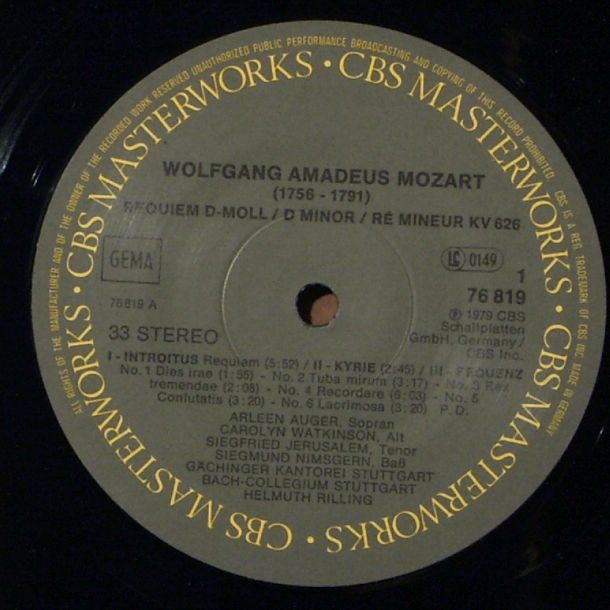 ALL RIGHTS OF THE MANUFACTURER AND OF THE OWNER OF THE RECORDED WORK RESERVED UNAUTHORIZED PUBLIC PERFORMANCE BROADCASTING AND COPYING OF THIS RECORD PROHIBITED CBS IS A REG. TRADEMARK OF CBS INC MADE IN GERMANY
CBS MASTERWORKS • CBS MASTERWORKS • CBS MASTERWORKS • CBS MASTERWORKS •
WOLFGANG AMADEUS MOZART
(1756 - 1791)
REQUIEM D-MOLL / D MINOR / RÉ MINEUR KV 626
GEMA
LC 0149
1
76 819 A
76 819
33 STEREO
℗ 1979 CBS
Schallplatten
GmbH, Germany/
CBS Inc.
I - INTROITUS Requiem (5:52) / II - KYRIE (2:45) / III - SEQUENZ
No. 1 Dies irae (1:55) - No. 2 Tuba mirum (3:17) - No. 3 Rex
tremendae (2:08) - No. 4 Recordare (6:03) - No. 5
Confutatis (3:20) - No. 6 Lacrimosa (3:20) P. D.
ARLEEN AUGER, Sopran
CAROLYN WATKINSON, Alt
SIEGFRIED JERUSALEM, Tenor
SIEGMUND NIMSGERN, Baß
GÄCHINGER KANTOREI STUTTGART
BACH-COLLEGIUM STUTTGART
HELMUTH RILLING